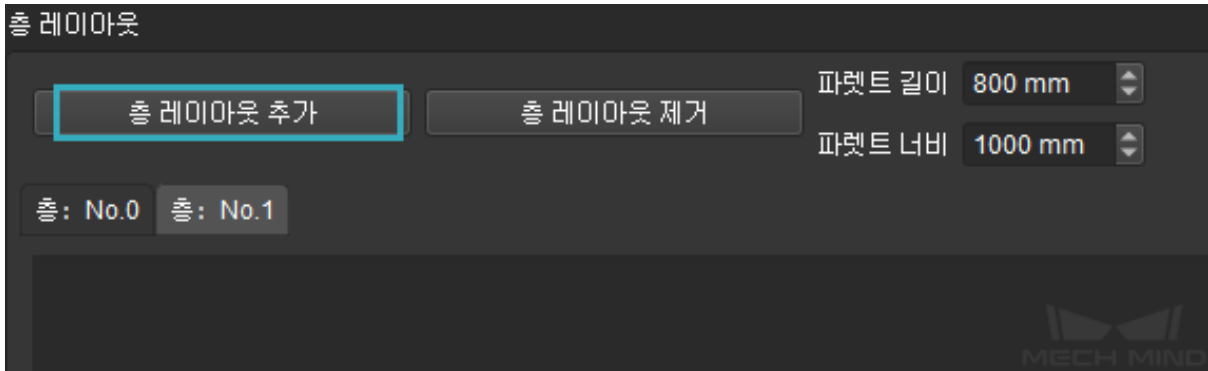 층 레이아웃
층 레이아웃 추가
층 레이아웃 제거
파렛트 길이 800 mm
파렛트 너비 1000 mm
층: No.0 층: No.1
MECH MIND